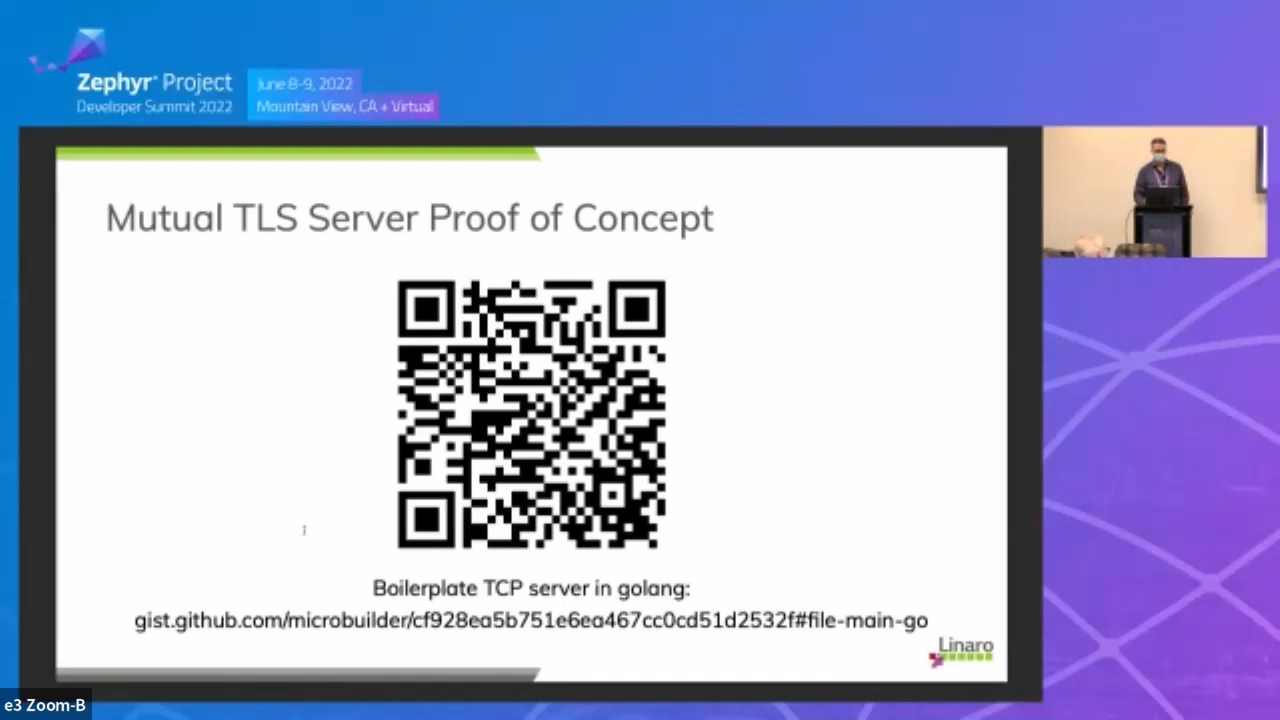 Zephyr® Project
Developer Summit 2022
June 8-9, 2022
Mountain View, CA + Virtual
Mutual TLS Server Proof of Concept
Boilerplate TCP server in golang:
gist.github.com/microbuilder/cf928ea5b751e6ea467cc0cd51d2532f#file-main-go
Linaro
e3 Zoom-B